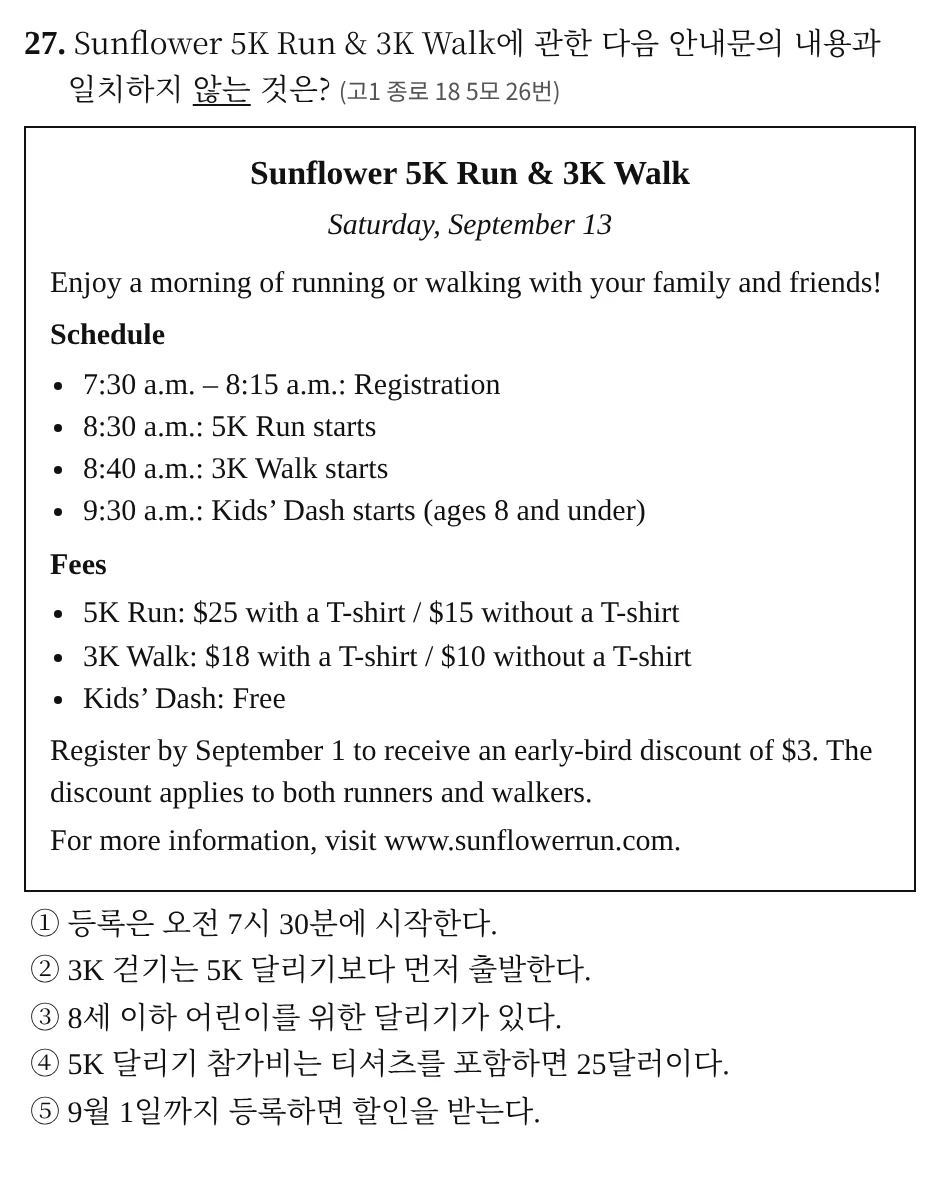 27. Sunflower 5K Run & 3K Walk에 관한 다음 안내문의 내용과
일치하지 않는 것은? (고1 종로 18 5모 26번)
Sunflower 5K Run & 3K Walk
Saturday, September 13
Enjoy a morning of running or walking with your family and friends!
Schedule
• 7:30 a.m. – 8:15 a.m.: Registration
• 8:30 a.m.: 5K Run starts
• 8:40 a.m.: 3K Walk starts
• 9:30 a.m.: Kids’ Dash starts (ages 8 and under)
Fees
• 5K Run: $25 with a T-shirt / $15 without a T-shirt
• 3K Walk: $18 with a T-shirt / $10 without a T-shirt
• Kids’ Dash: Free
Register by September 1 to receive an early-bird discount of $3. The
discount applies to both runners and walkers.
For more information, visit www.sunflowerrun.com.
① 등록은 오전 7시 30분에 시작한다.
② 3K 걷기는 5K 달리기보다 먼저 출발한다.
③ 8세 이하 어린이를 위한 달리기가 있다.
④ 5K 달리기 참가비는 티셔츠를 포함하면 25달러이다.
⑤ 9월 1일까지 등록하면 할인을 받는다.